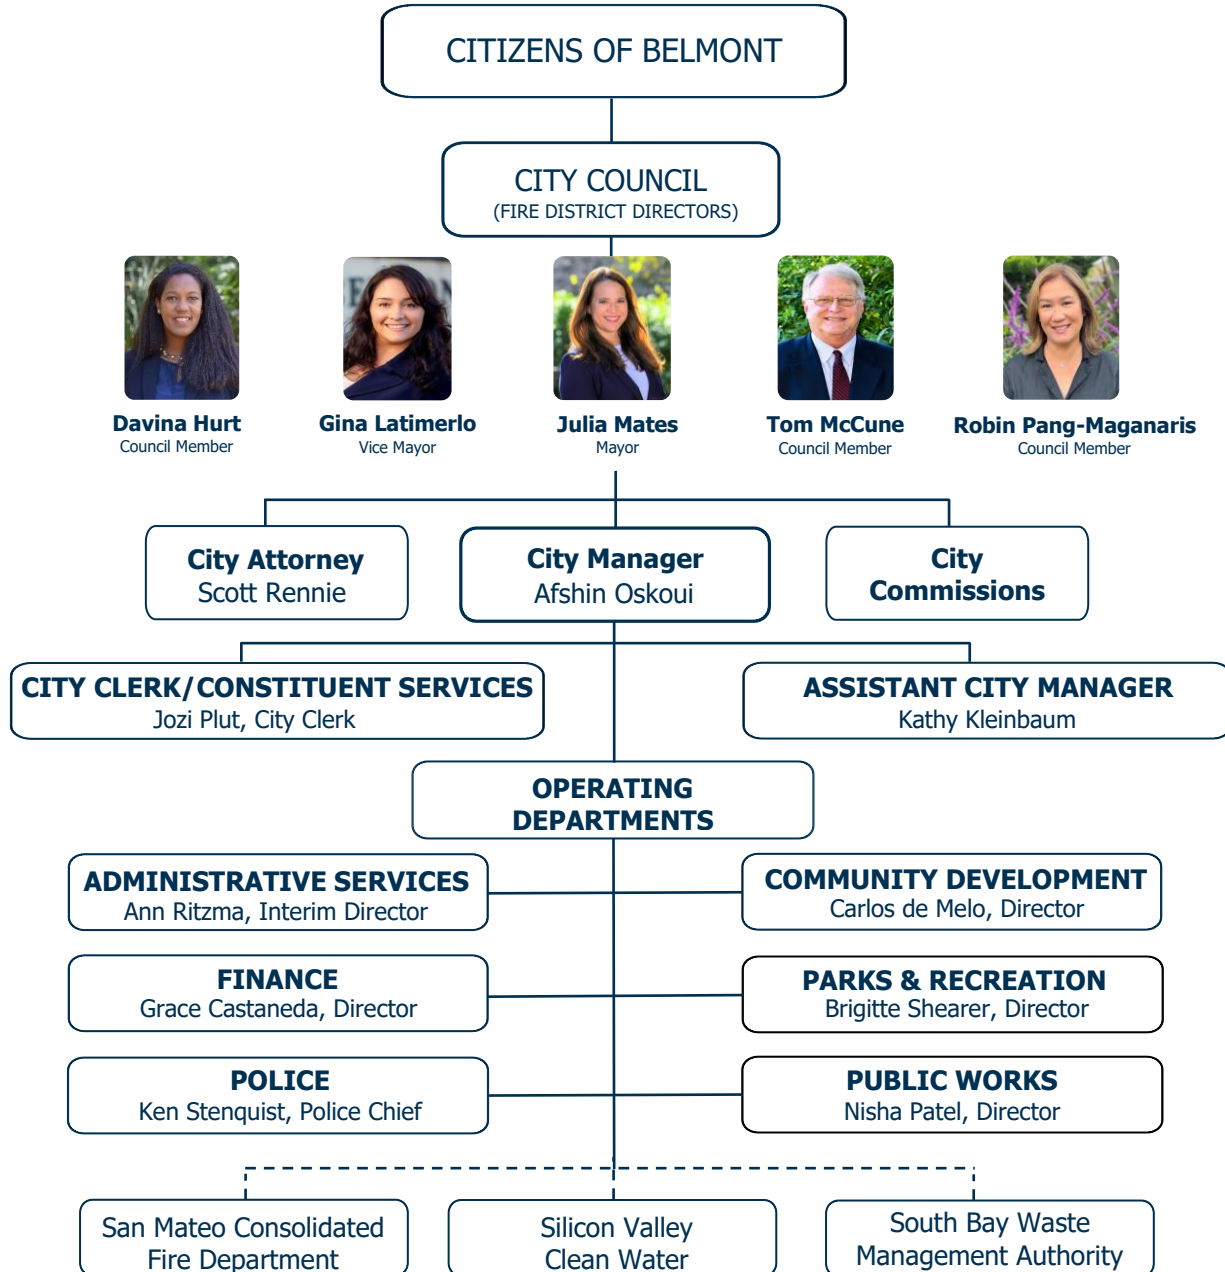 CITIZENS OF BELMONT
CITY COUNCIL
(FIRE DISTRICT DIRECTORS)
Davina Hurt
Council Member
Gina Latimerlo
Vice Mayor
Julia Mates
Mayor
Tom McCune
Council Member
Robin Pang-Maganaris
Council Member
City Attorney
Scott Rennie
City Manager
Afshin Oskoui
City
Commissions
CITY CLERK/CONSTITUENT SERVICES
Jozi Plut, City Clerk
ASSISTANT CITY MANAGER
Kathy Kleinbaum
OPERATING
DEPARTMENTS
ADMINISTRATIVE SERVICES
Ann Ritzma, Interim Director
COMMUNITY DEVELOPMENT
Carlos de Melo, Director
FINANCE
Grace Castaneda, Director
PARKS & RECREATION
Brigitte Shearer, Director
POLICE
Ken Stenquist, Police Chief
PUBLIC WORKS
Nisha Patel, Director
San Mateo Consolidated
Fire Department
Silicon Valley
Clean Water
South Bay Waste
Management Authority